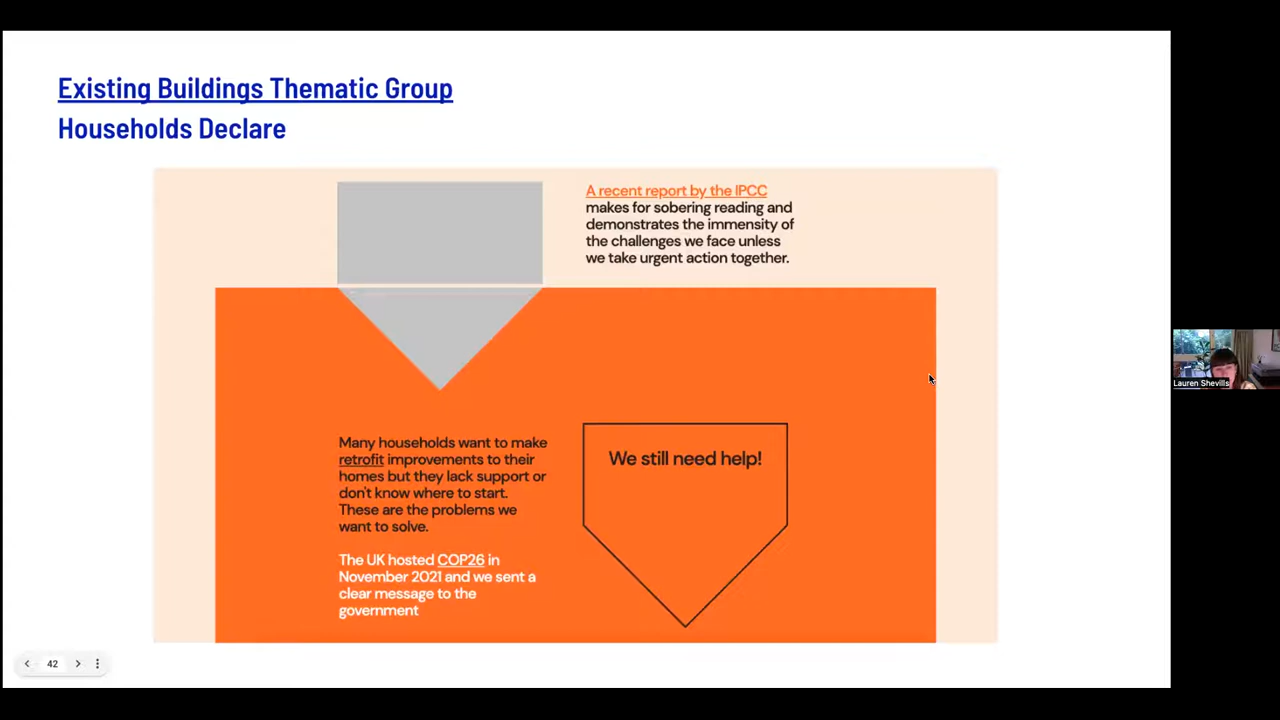 Existing Buildings Thematic Group
Households Declare
A recent report by the IPCC
makes for sobering reading and
demonstrates the immensity of
the challenges we face unless
we take urgent action together.
Many households want to make
retrofit improvements to their
homes but they lack support or
don't know where to start.
These are the problems we
want to solve.
The UK hosted COP26 in
November 2021 and we sent a
clear message to the
government
We still need help!
42
Lauren Shevills